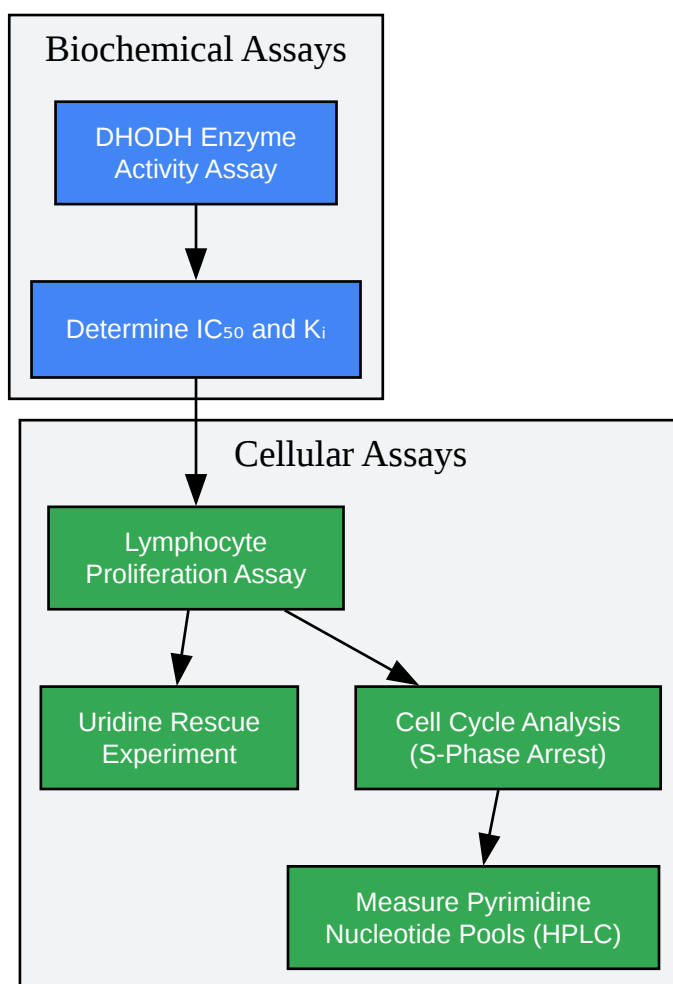 Biochemical Assays
DHODH Enzyme
Activity Assay
Determine IC₅₀ and Kᵢ
Cellular Assays
Lymphocyte
Proliferation Assay
Uridine Rescue
Experiment
Cell Cycle Analysis
(S-Phase Arrest)
Measure Pyrimidine
Nucleotide Pools (HPLC)